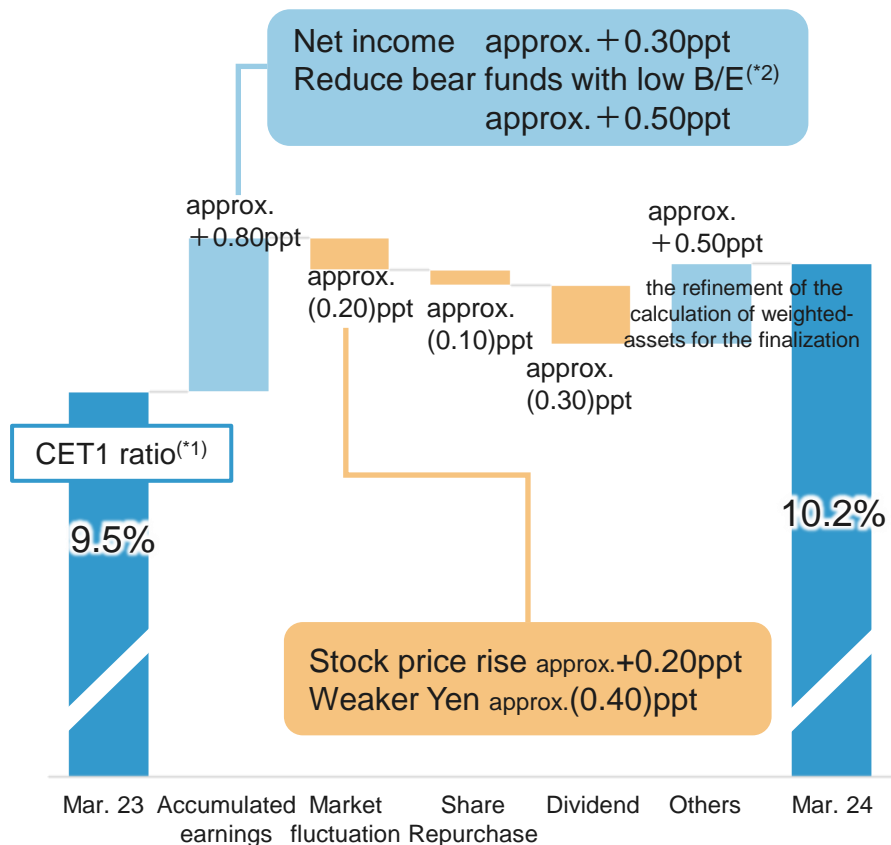 Net income approx.＋0.30ppt
Reduce bear funds with low B/E(*2)
approx.＋0.50ppt
approx.
＋0.80ppt
approx.
(0.20)ppt
approx.
(0.10)ppt
approx.
(0.30)ppt
approx.
＋0.50ppt
the refinement of the
calculation of weighted-
assets for the finalization
CET1 ratio(*1)
9.5%
10.2%
Stock price rise approx.+0.20ppt
Weaker Yen approx.(0.40)ppt
Mar. 23
Accumulated
earnings
Market
fluctuation
Share
Repurchase
Dividend
Others
Mar. 24